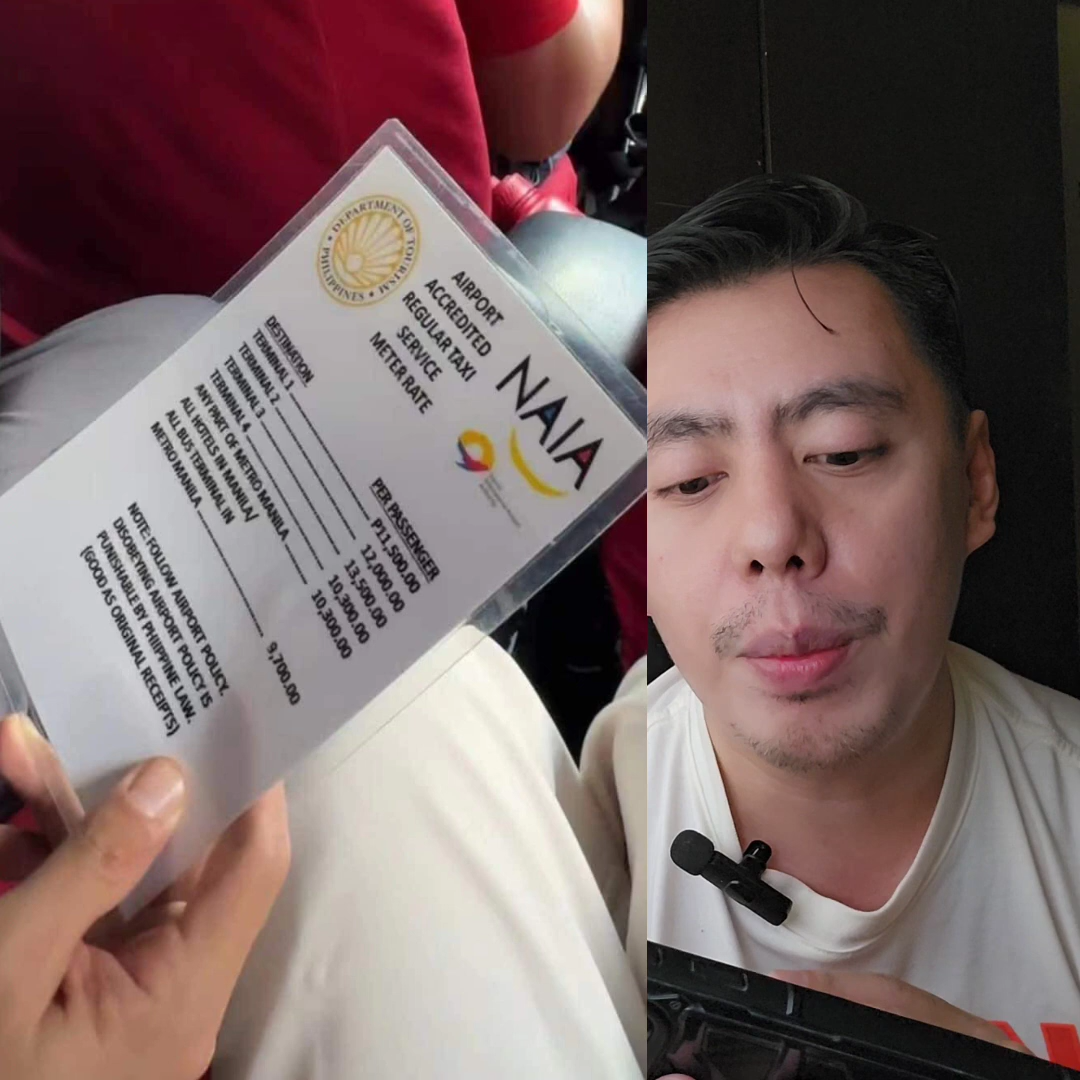 DEPARTMENT OF TOURISM
PHILIPPINES
AIRPORT
ACCREDITED
REGULAR TAXI
SERVICE
METER RATE
NAIA
DESTINATION PER PASSENGER
TERMINAL 1 P11,500.00
TERMINAL 2 12,000.00
TERMINAL 3 13,500.00
TERMINAL 4 10,300.00
ANY PART OF METRO MANILA 10,300.00
ALL HOTELS IN MANILA/
ALL BUS TERMINAL IN
METRO MANILA 9,700.00
NOTE: FOLLOW AIRPORT POLICY.
DISOBYING AIRPORT POLICY IS
PUNISHABLE BY PHIIPPINE LAW.
(GOOD AS ORIGINAL RECEIPTS)